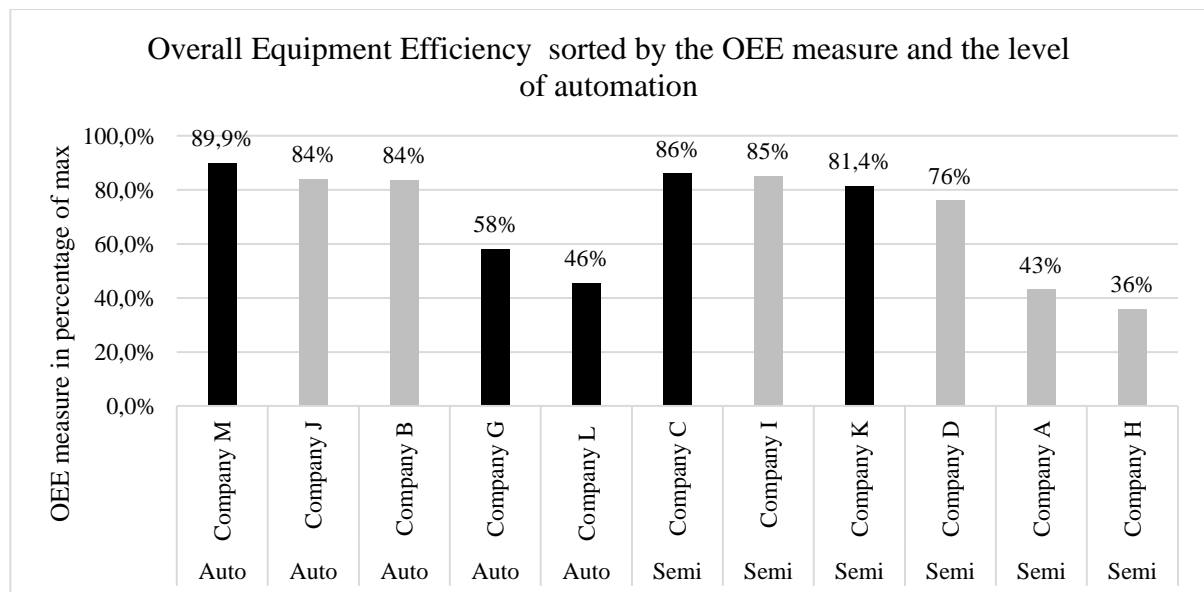 Overall Equipment Efficiency  sorted by the OEE measure and the level
of automation
OEE measure in percentage of max
100,0%
80,0%
60,0%
40,0%
20,0%
0,0%
89,9%
84%
84%
58%
46%
86%
85%
81,4%
76%
43%
36%
Company M
Company J
Company B
Company G
Company L
Company C
Company I
Company K
Company D
Company A
Company H
Auto
Auto
Auto
Auto
Auto
Semi
Semi
Semi
Semi
Semi
Semi